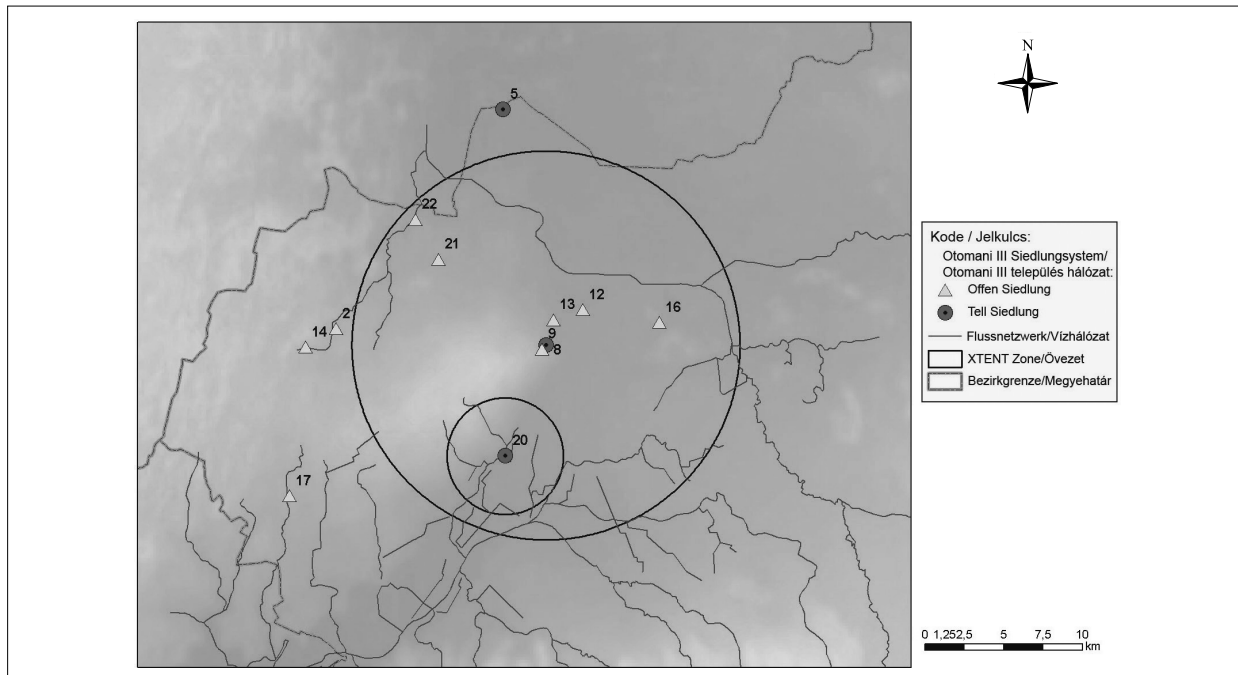 N
5
22
21
12
13
16
2
14
9
8
20
17
Kode / Jelkulcs:
Otomani III Siedlungsystem/
Otomani III település hálózat:
Offen Siedlung
Tell Siedlung
Flussnetzwerk/Vízhálózat
XTENT Zone/Övezet
Bezirkgrenze/Megyehatár
0 1,252,5 5 7,5 10
km